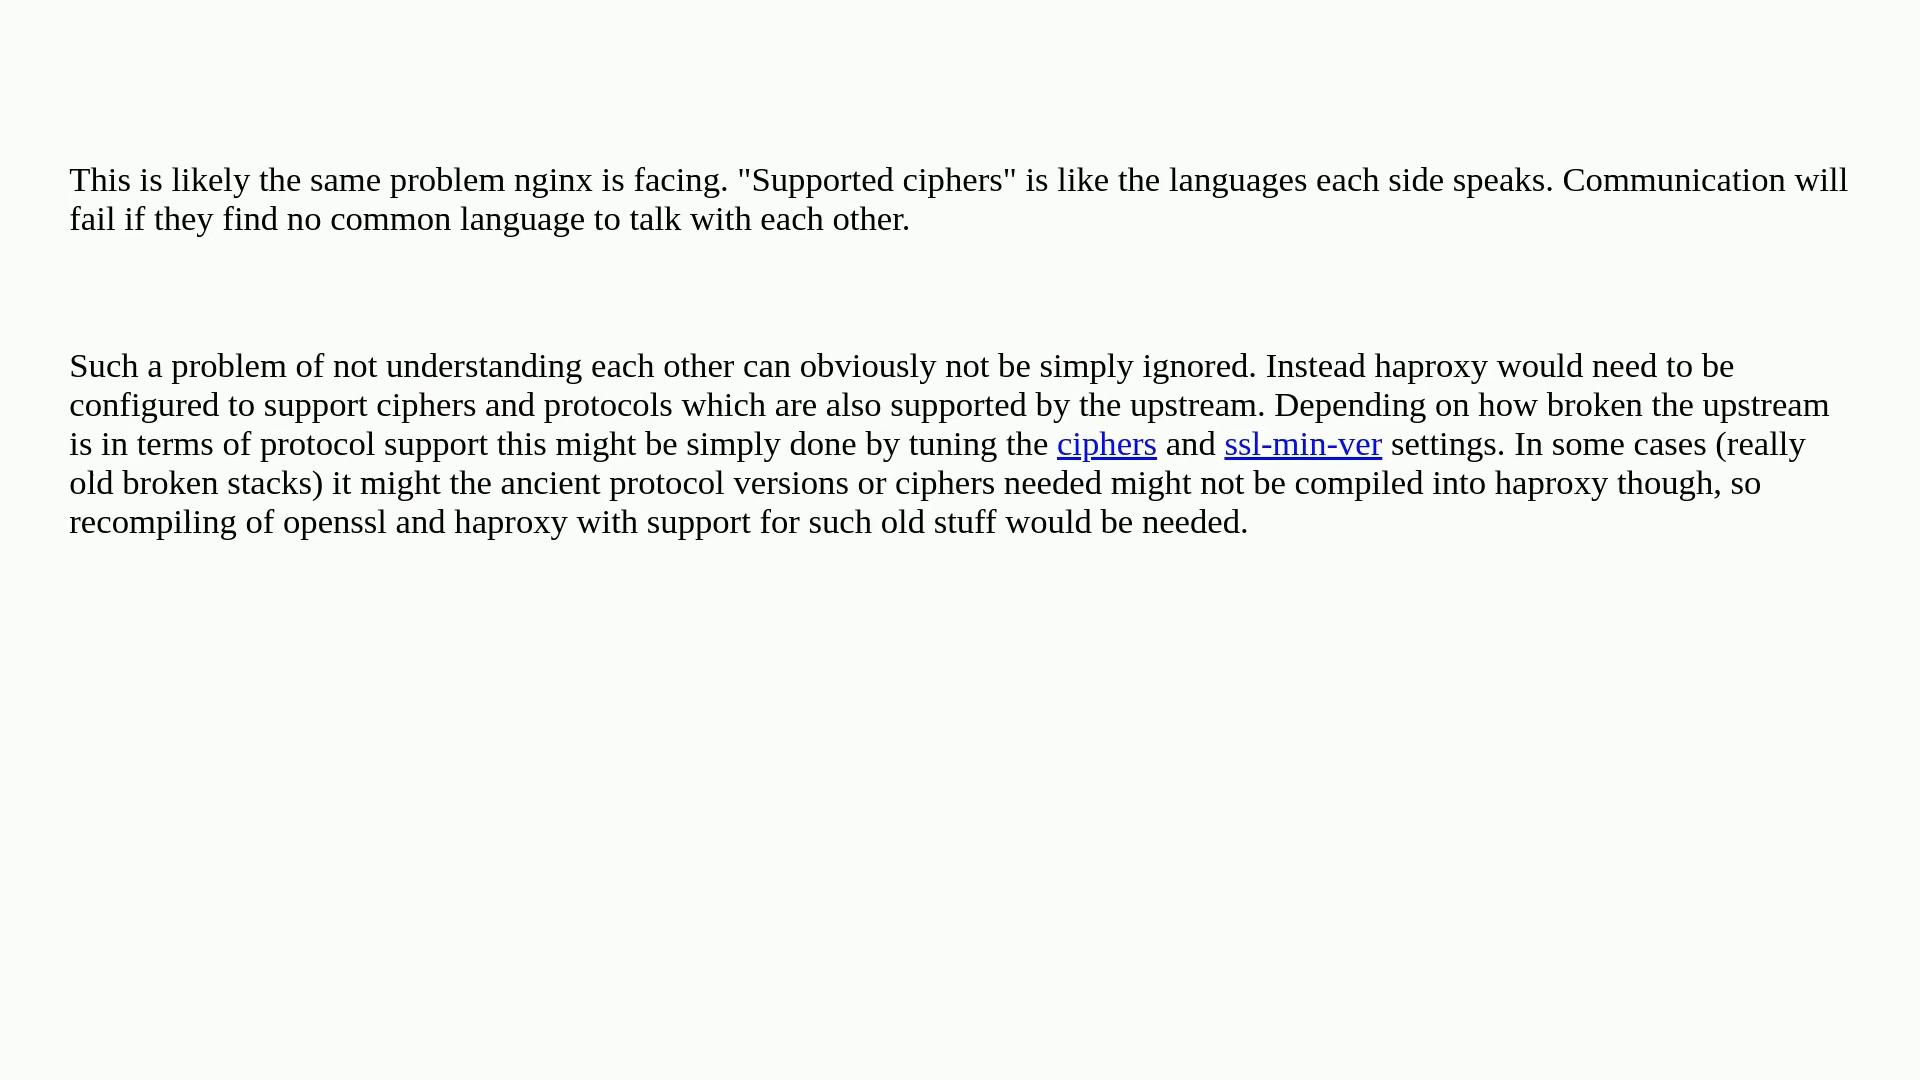 This is likely the same problem nginx is facing. "Supported ciphers" is like the languages each side speaks. Communication will
fail if they find no common language to talk with each other.
Such a problem of not understanding each other can obviously not be simply ignored. Instead haproxy would need to be
configured to support ciphers and protocols which are also supported by the upstream. Depending on how broken the upstream
is in terms of protocol support this might be simply done by tuning the ciphers and ssl-min-ver settings. In some cases (really
old broken stacks) it might the ancient protocol versions or ciphers needed might not be compiled into haproxy though, so
recompiling of openssl and haproxy with support for such old stuff would be needed.